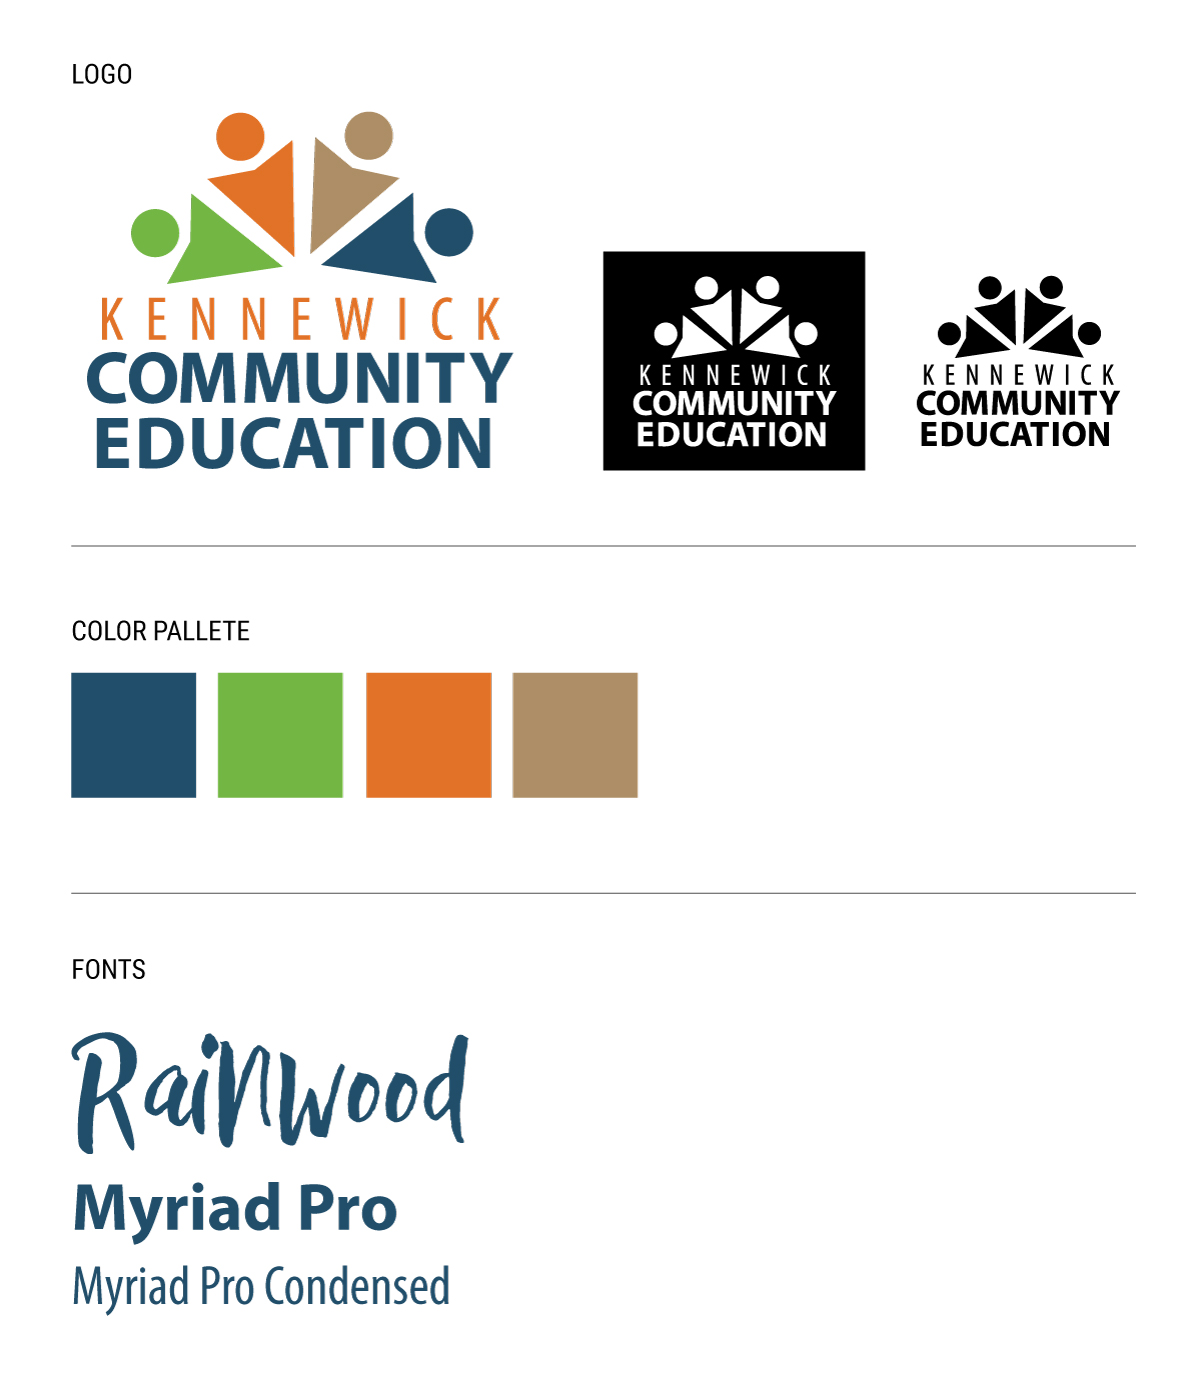 LOGO
KENNEWICK
COMMUNITY
EDUCATION
KENNEWICK
COMMUNITY
EDUCATION
KENNEWICK
COMMUNITY
EDUCATION
COLOR PALLETE
FONTS
Rainwood
Myriad Pro
Myriad Pro Condensed